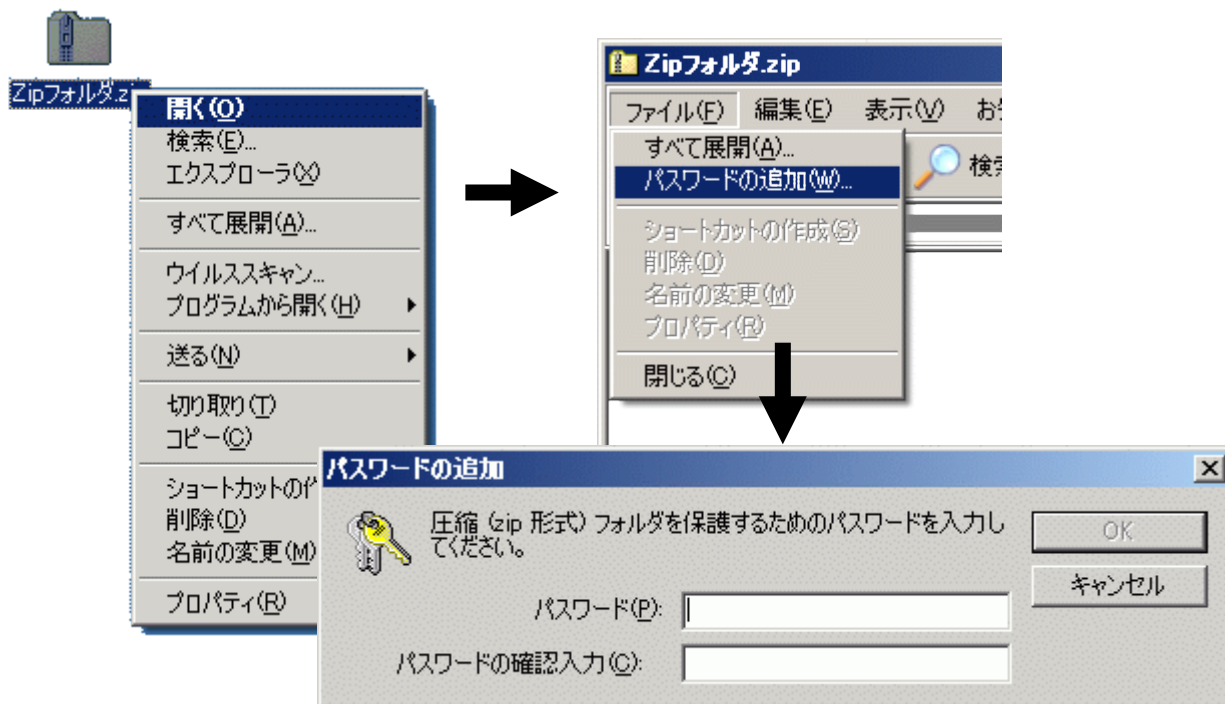 Zipフォルダ.z
開く(O)
検索(E)...
エクスプローラ(X)
すべて展開(A)...
ウイルススキャン...
プログラムから開く(H)
送る(N)
切り取り(T)
コピー(C)
ショートカットの
削除(D)
名前の変更(M)
プロパティ(R)
Zipフォルダ.zip
ファイル(F) 編集(E) 表示(V) お
すべて展開(A)...
検
パスワードの追加(W)...
ショートカットの作成(S)
削除(D)
名前の変更(M)
プロパティ(R)
閉じる(C)
パスワードの追加
圧縮 (zip 形式) フォルダを保護するためのパスワードを入力し
てください。
OK
キャンセル
パスワード(P):
パスワードの確認入力(C):